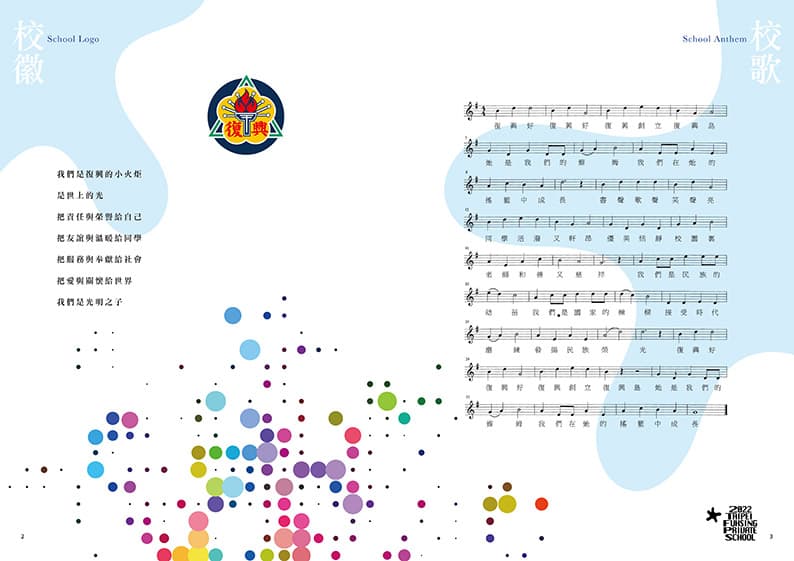 校徽
School Logo
復興
我們是復興的小火炬
是世上的光
把責任與榮譽給自己
把友誼與溫暖給同學
把服務與奉獻給社會
把愛與關懷給世界
我們是光明之子
2
School Anthem
校歌
復興好 復興好 復興創立復興島
她是我們的褓姆 我們在她的
搖籃中成長 書聲歌聲笑聲亮
同學活潑又軒昂 優美恬靜校園裏
老師和藹又慈祥 我們是民族的
幼苗 我們是國家的棟樑 接受時代
磨練發揚民族榮光 復興好
復興好 復興創立復興島 她是我們的
褓姆 我們在她的搖籃中成長
2022
TAIPEI
FUHSING
PRIVATE
SCHOOL
3